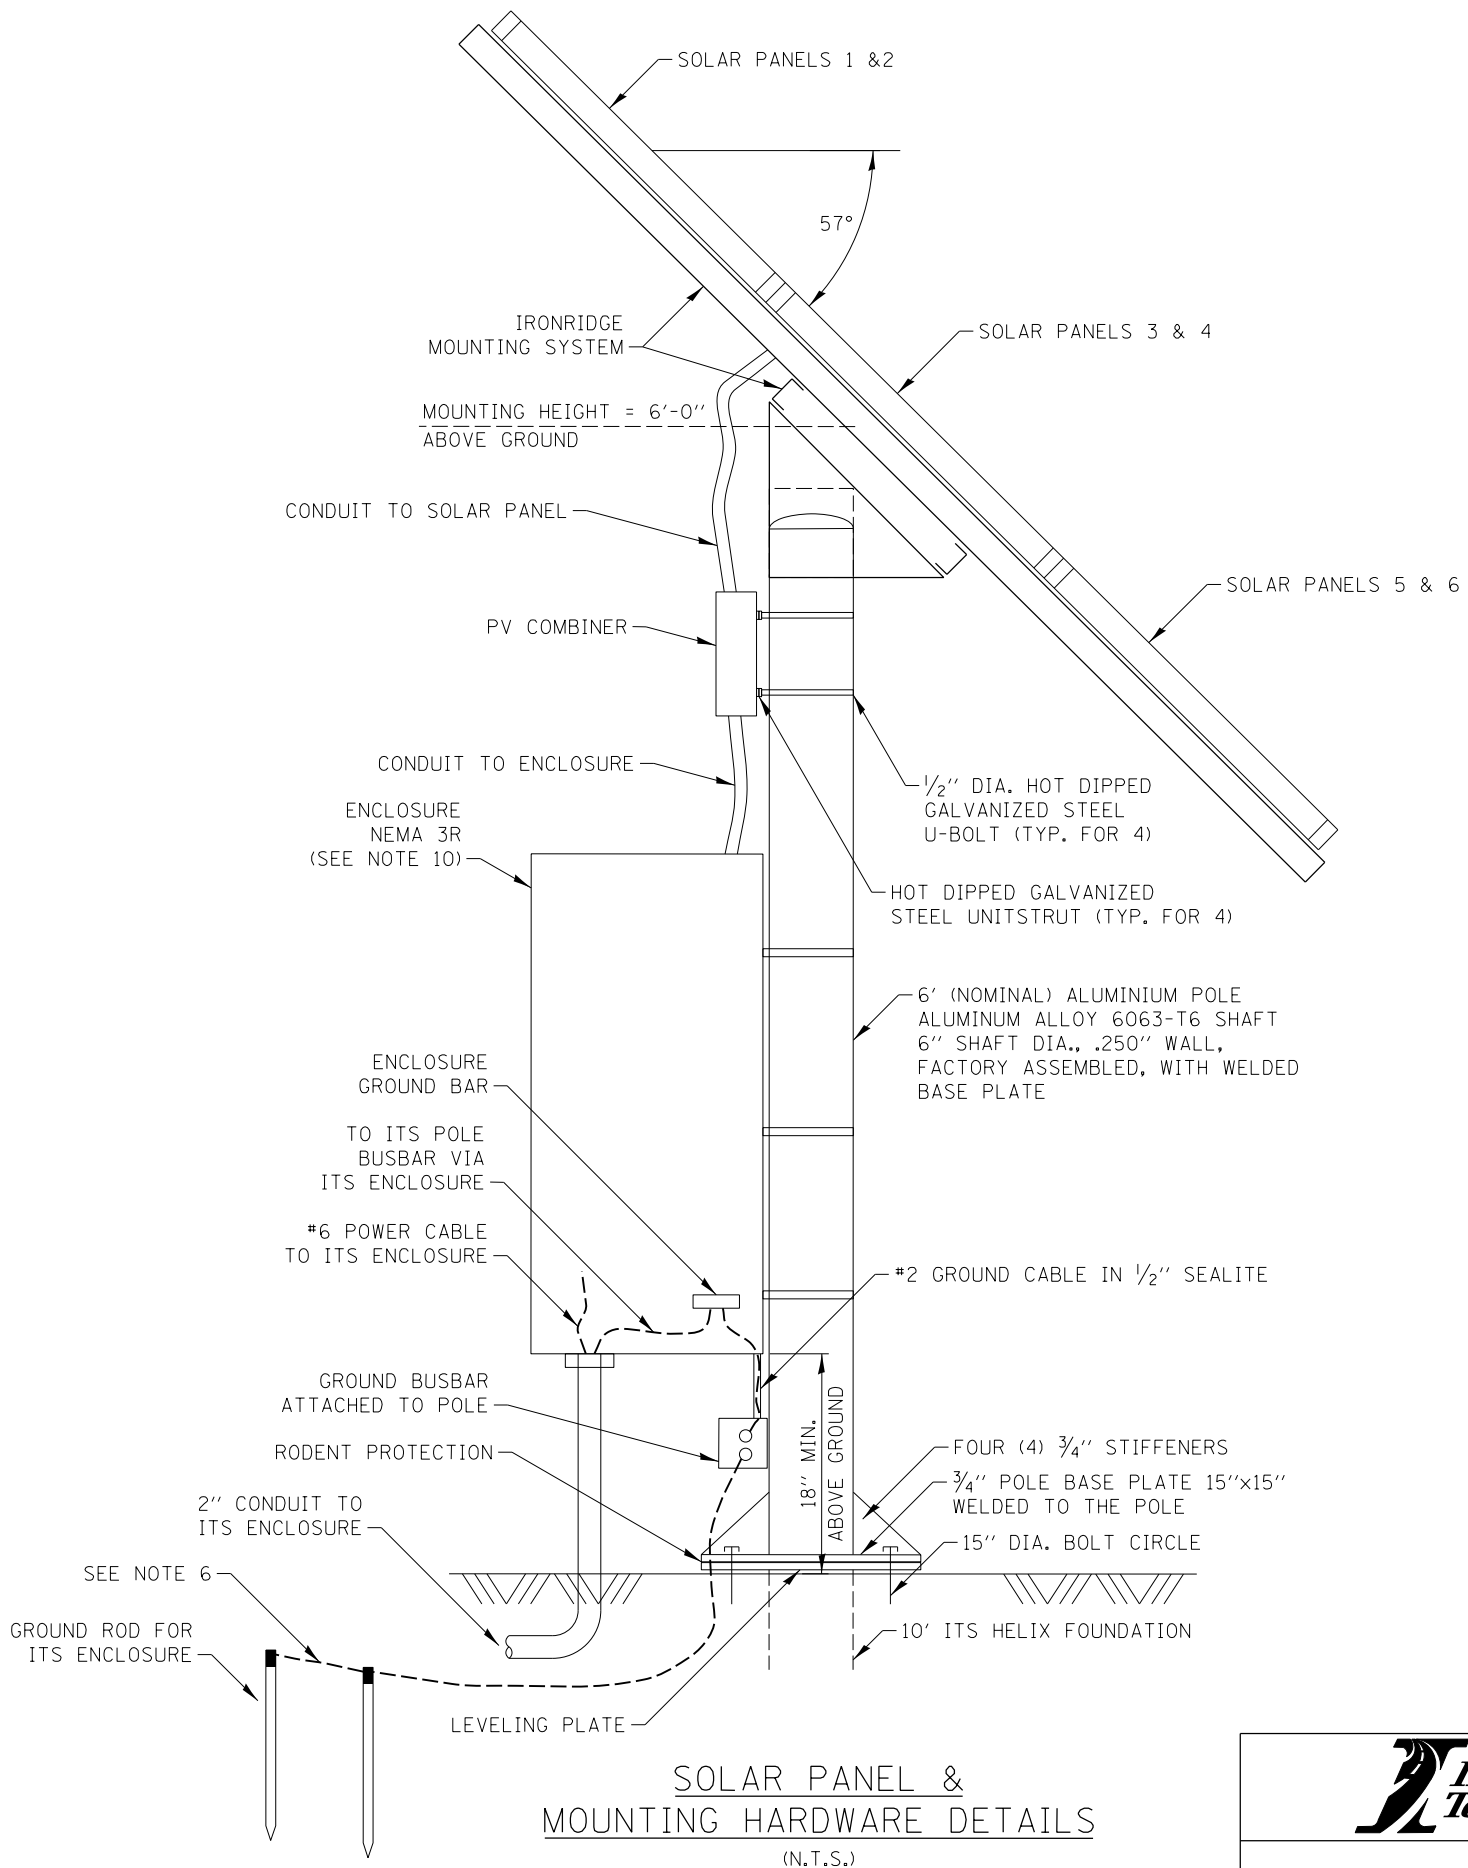 SOLAR PANELS 1 &2
57°
IRONRIDGE
MOUNTING SYSTEM
SOLAR PANELS 3 & 4
MOUNTING HEIGHT = 6'-0"
ABOVE GROUND
CONDUIT TO SOLAR PANEL
SOLAR PANELS 5 & 6
PV COMBINER
CONDUIT TO ENCLOSURE
1/2" DIA. HOT DIPPED
GALVANIZED STEEL
U-BOLT (TYP. FOR 4)
ENCLOSURE
NEMA 3R
(SEE NOTE 10)
HOT DIPPED GALVANIZED
STEEL UNITSTRUT (TYP. FOR 4)
6' (NOMINAL) ALUMINIUM POLE
ALUMINUM ALLOY 6063-T6 SHAFT
6" SHAFT DIA., .250" WALL,
FACTORY ASSEMBLED, WITH WELDED
BASE PLATE
ENCLOSURE
GROUND BAR
TO ITS POLE
BUSBAR VIA
ITS ENCLOSURE
#6 POWER CABLE
TO ITS ENCLOSURE
#2 GROUND CABLE IN 1/2" SEALITE
GROUND BUSBAR
ATTACHED TO POLE
18" MIN.
ABOVE GROUND
RODENT PROTECTION
FOUR (4) 3/4" STIFFENERS
3/4" POLE BASE PLATE 15"x15"
WELDED TO THE POLE
2" CONDUIT TO
ITS ENCLOSURE
15" DIA. BOLT CIRCLE
SEE NOTE 6
GROUND ROD FOR
ITS ENCLOSURE
10' ITS HELIX FOUNDATION
LEVELING PLATE
SOLAR PANEL &
MOUNTING HARDWARE DETAILS
(N.T.S.)